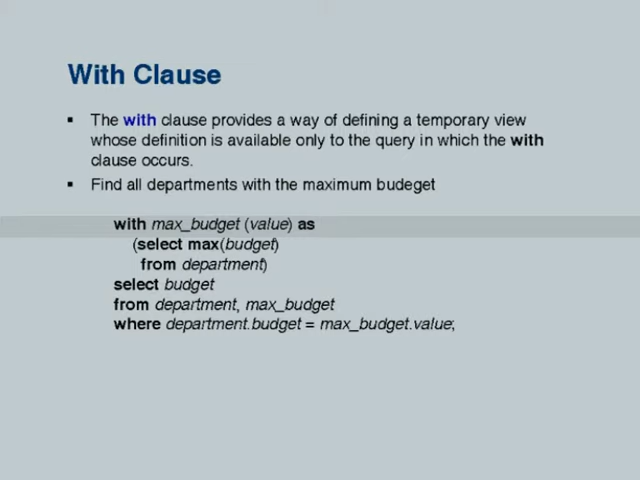 With Clause
▪ The with clause provides a way of defining a temporary view
whose definition is available only to the query in which the with
clause occurs.
▪ Find all departments with the maximum budeget
with max_budget (value) as
(select max(budget)
from department)
select budget
from department, max_budget
where department.budget = max_budget.value;